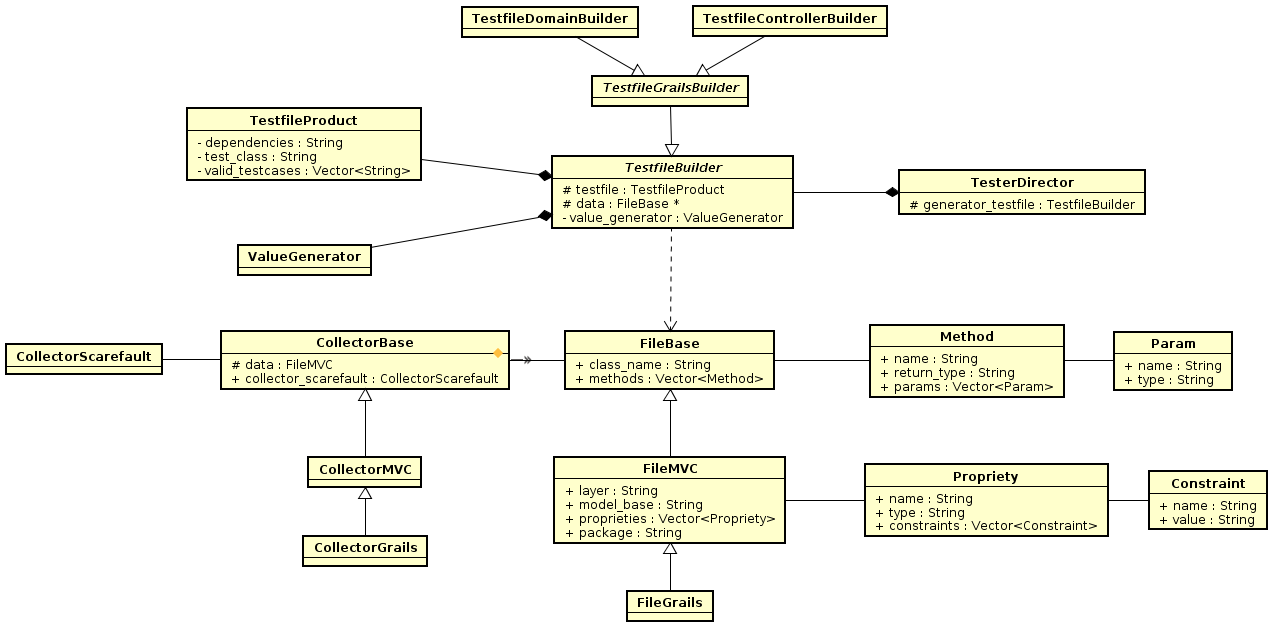 TestfileDomainBuilder
TestfileControllerBuilder
TestfileGrailsBuilder
TestfileProduct
- dependencies : String
- test_class : String
- valid_testcases : Vector<String>
TestfileBuilder
# testfile : TestfileProduct
# data : FileBase *
- value_generator : ValueGenerator
TesterDirector
# generator_testfile : TestfileBuilder
ValueGenerator
CollectorScarefault
CollectorBase
# data : FileMVC
+ collector_scarefault : CollectorScarefault
FileBase
+ class_name : String
+ methods : Vector<Method>
Method
+ name : String
+ return_type : String
+ params : Vector<Param>
Param
+ name : String
+ type : String
CollectorMVC
FileMVC
+ layer : String
+ model_base : String
+ proprieties : Vector<Propriety>
+ package : String
Propriety
+ name : String
+ type : String
+ constraints : Vector<Constraint>
Constraint
+ name : String
+ value : String
CollectorGrails
FileGrails